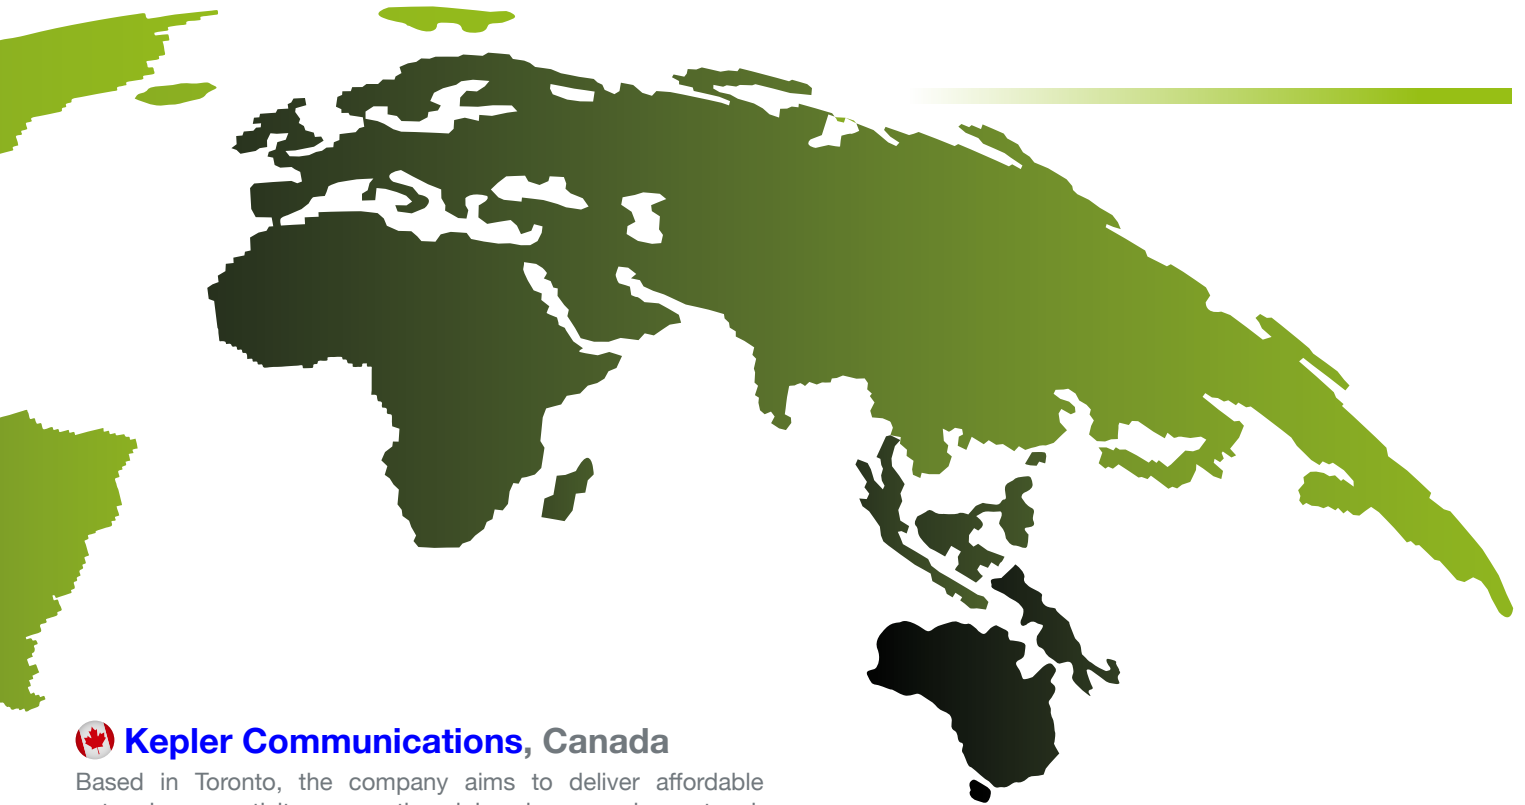 Kepler Communications, Canada
Based in Toronto, the company aims to deliver affordable